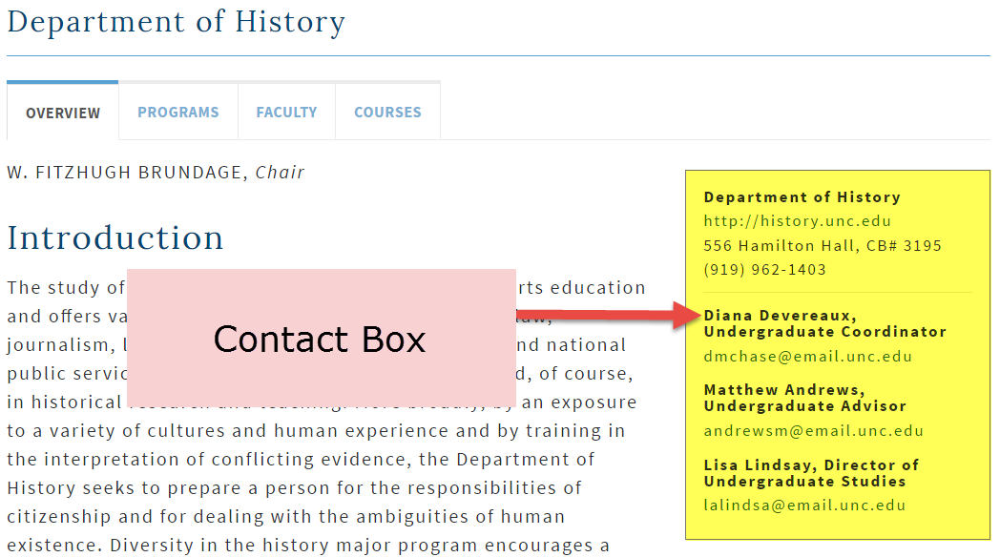 Department of History
OVERVIEW PROGRAMS FACULTY COURSES
W. FITZHUGH BRUNDAGE, Chair
Introduction
The study of rts education
and offers va law,
journalism, nd national
public servic d, of course,
in historical research and teaching. More broadly, by an exposure
to a variety of cultures and human experience and by training in
the interpretation of conflicting evidence, the Department of
History seeks to prepare a person for the responsibilities of
citizenship and for dealing with the ambiguities of human
existence. Diversity in the history major program encourages a
Contact Box
Department of History
http://history.unc.edu
556 Hamilton Hall, CB# 3195
(919) 962-1403
Diana Devereaux,
Undergraduate Coordinator
dmchase@email.unc.edu
Matthew Andrews,
Undergraduate Advisor
andrewsm@email.unc.edu
Lisa Lindsay, Director of
Undergraduate Studies
lalindsa@email.unc.edu